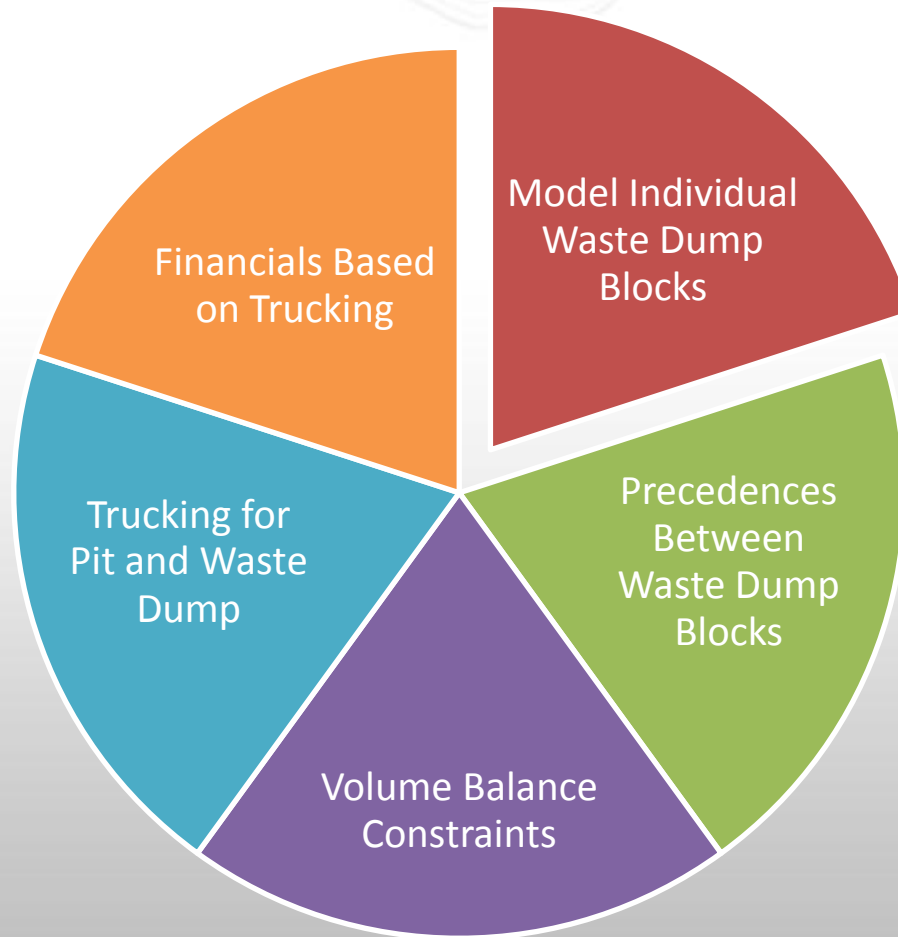 Model Individual
Waste Dump
Blocks
Precedences
Between
Waste Dump
Blocks
Volume Balance
Constraints
Trucking for
Pit and Waste
Dump
Financials Based
on Trucking